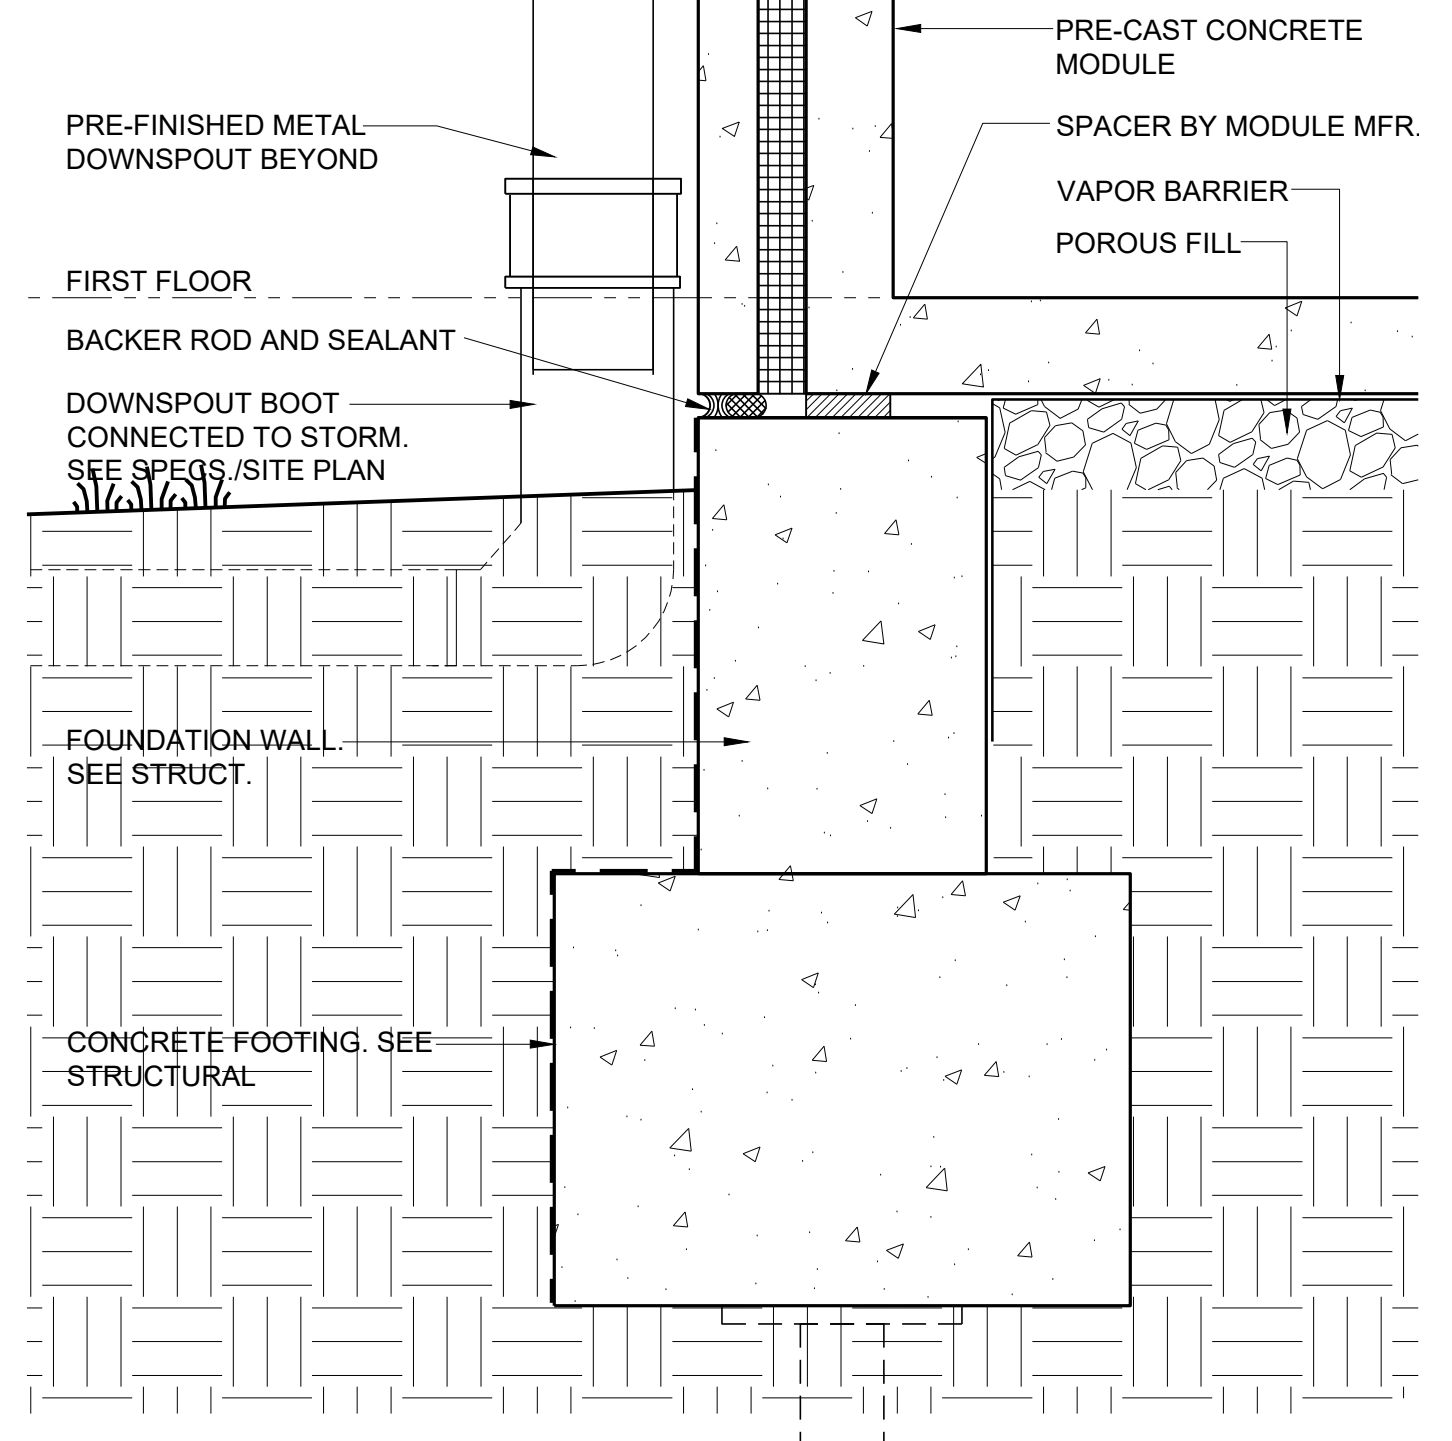 PRE-CAST CONCRETE
MODULE
PRE-FINISHED METAL
DOWNSPOUT BEYOND
SPACER BY MODULE MFR.
VAPOR BARRIER
POROUS FILL
FIRST FLOOR
BACKER ROD AND SEALANT
DOWNSPOUT BOOT
CONNECTED TO STORM.
SEE SPECS./SITE PLAN
FOUNDATION WALL.
SEE STRUCT.
CONCRETE FOOTING. SEE
STRUCTURAL